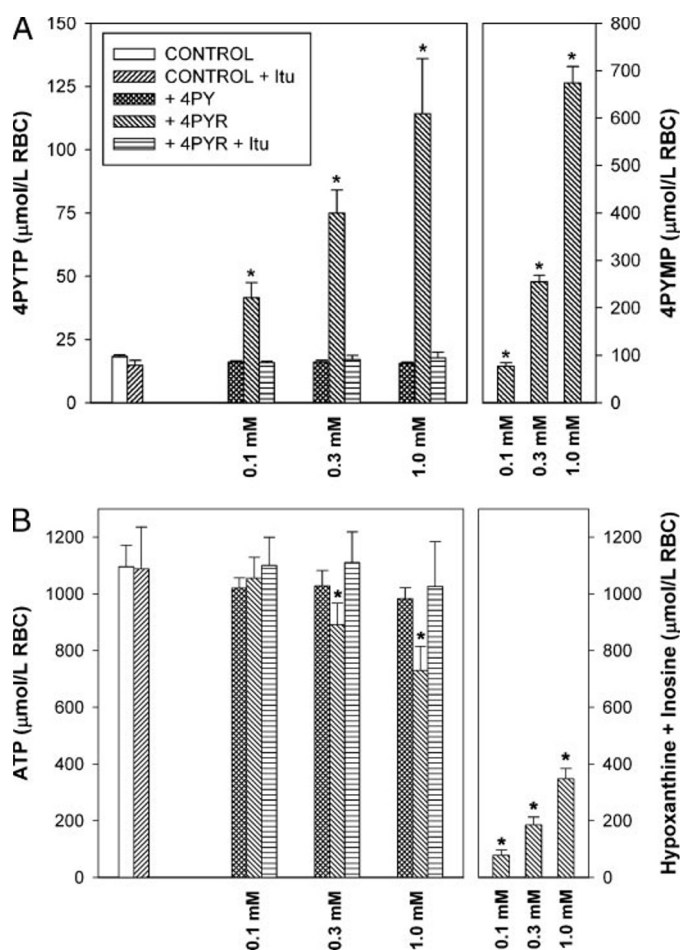 A
4PYTP (μmol/L RBC)
150
125
100
75
50
25
0
CONTROL
CONTROL + Itu
+ 4PY
+ 4PYR
+ 4PYR + Itu
*
*
*
0.1 mM
0.3 mM
1.0 mM
*
*
*
800
700
600
500
400
300
200
100
0
4PYMP (μmol/L RBC)
0.1 mM
0.3 mM
1.0 mM
B
ATP (μmol/L RBC)
1200
1000
800
600
400
200
0
*
*
0.1 mM
0.3 mM
1.0 mM
*
*
*
1200
1000
800
600
400
200
0
Hypoxanthine + Inosine (μmol/L RBC)
0.1 mM
0.3 mM
1.0 mM